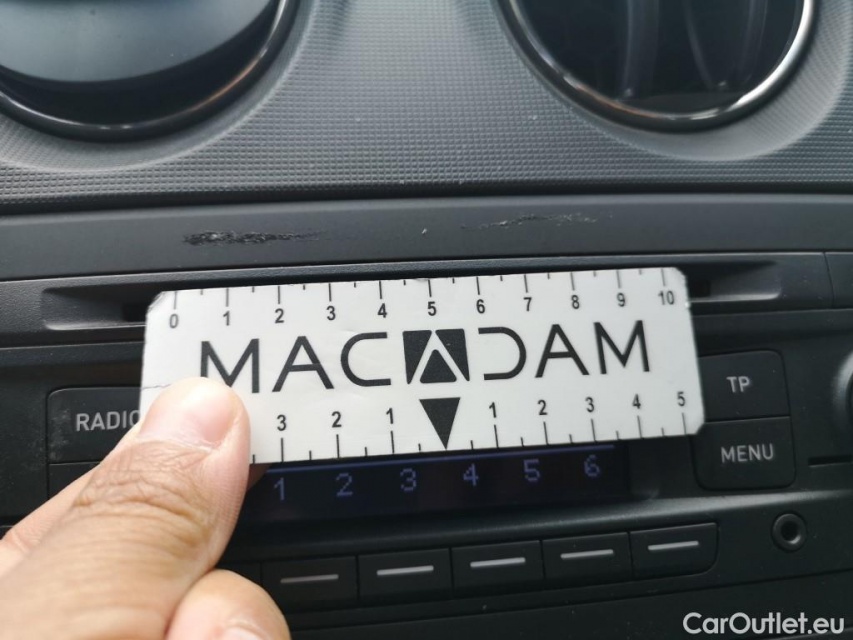 0 1 2 3 4 5 6 7 8 9 10
MACADAM
3 2 1 1 2 3 4 5
RADIO
TP
MENU
1 2 3 4 5 6
CarOutlet.eu